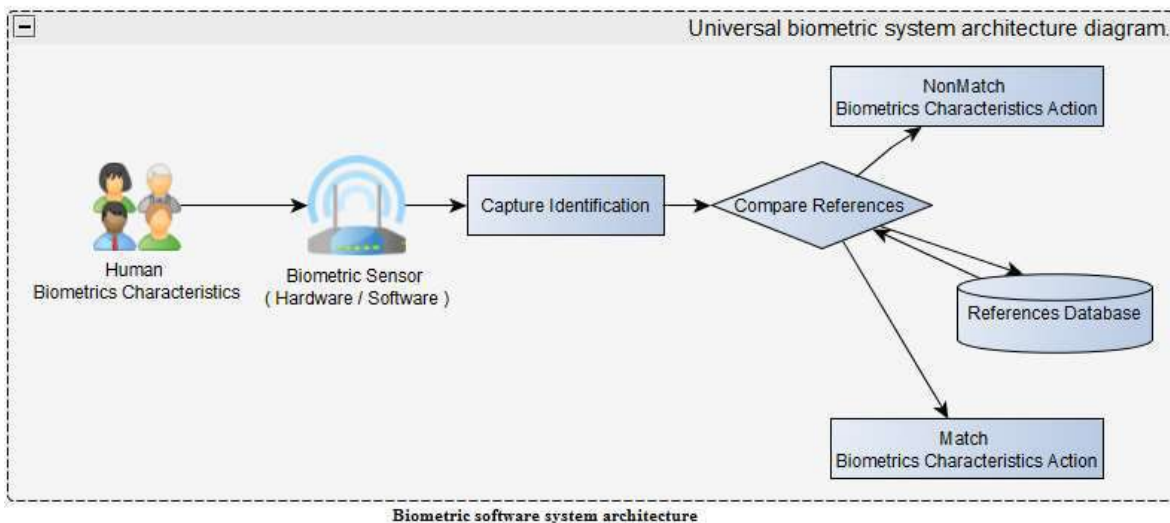 Universal biometric system architecture diagram.
NonMatch
Biometrics Characteristics Action
Human
Biometrics Characteristics
Biometric Sensor
( Hardware / Software )
Capture Identification
Compare References
References Database
Match
Biometrics Characteristics Action
Biometric software system architecture